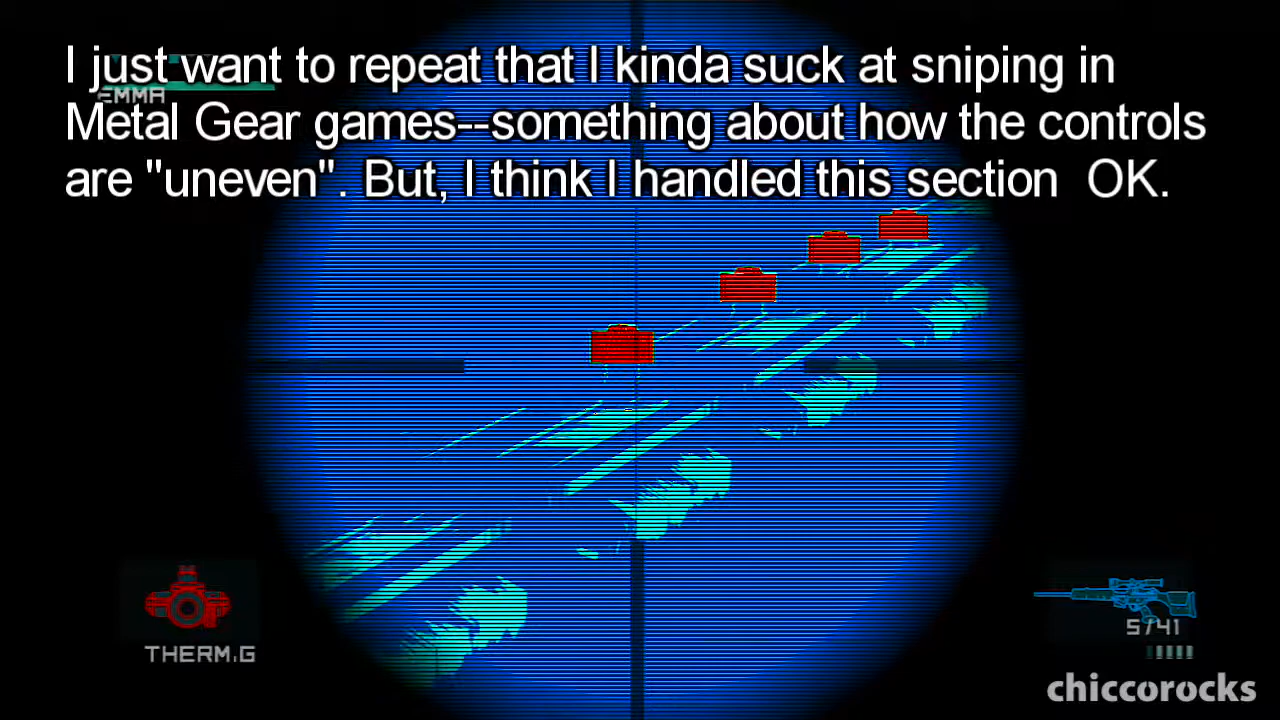 I just want to repeat that I kinda suck at sniping in
EMMA
Metal Gear games--something about how the controls
are "uneven". But, I think I handled this section  OK.
THERM.G
5/41
chiccorocks